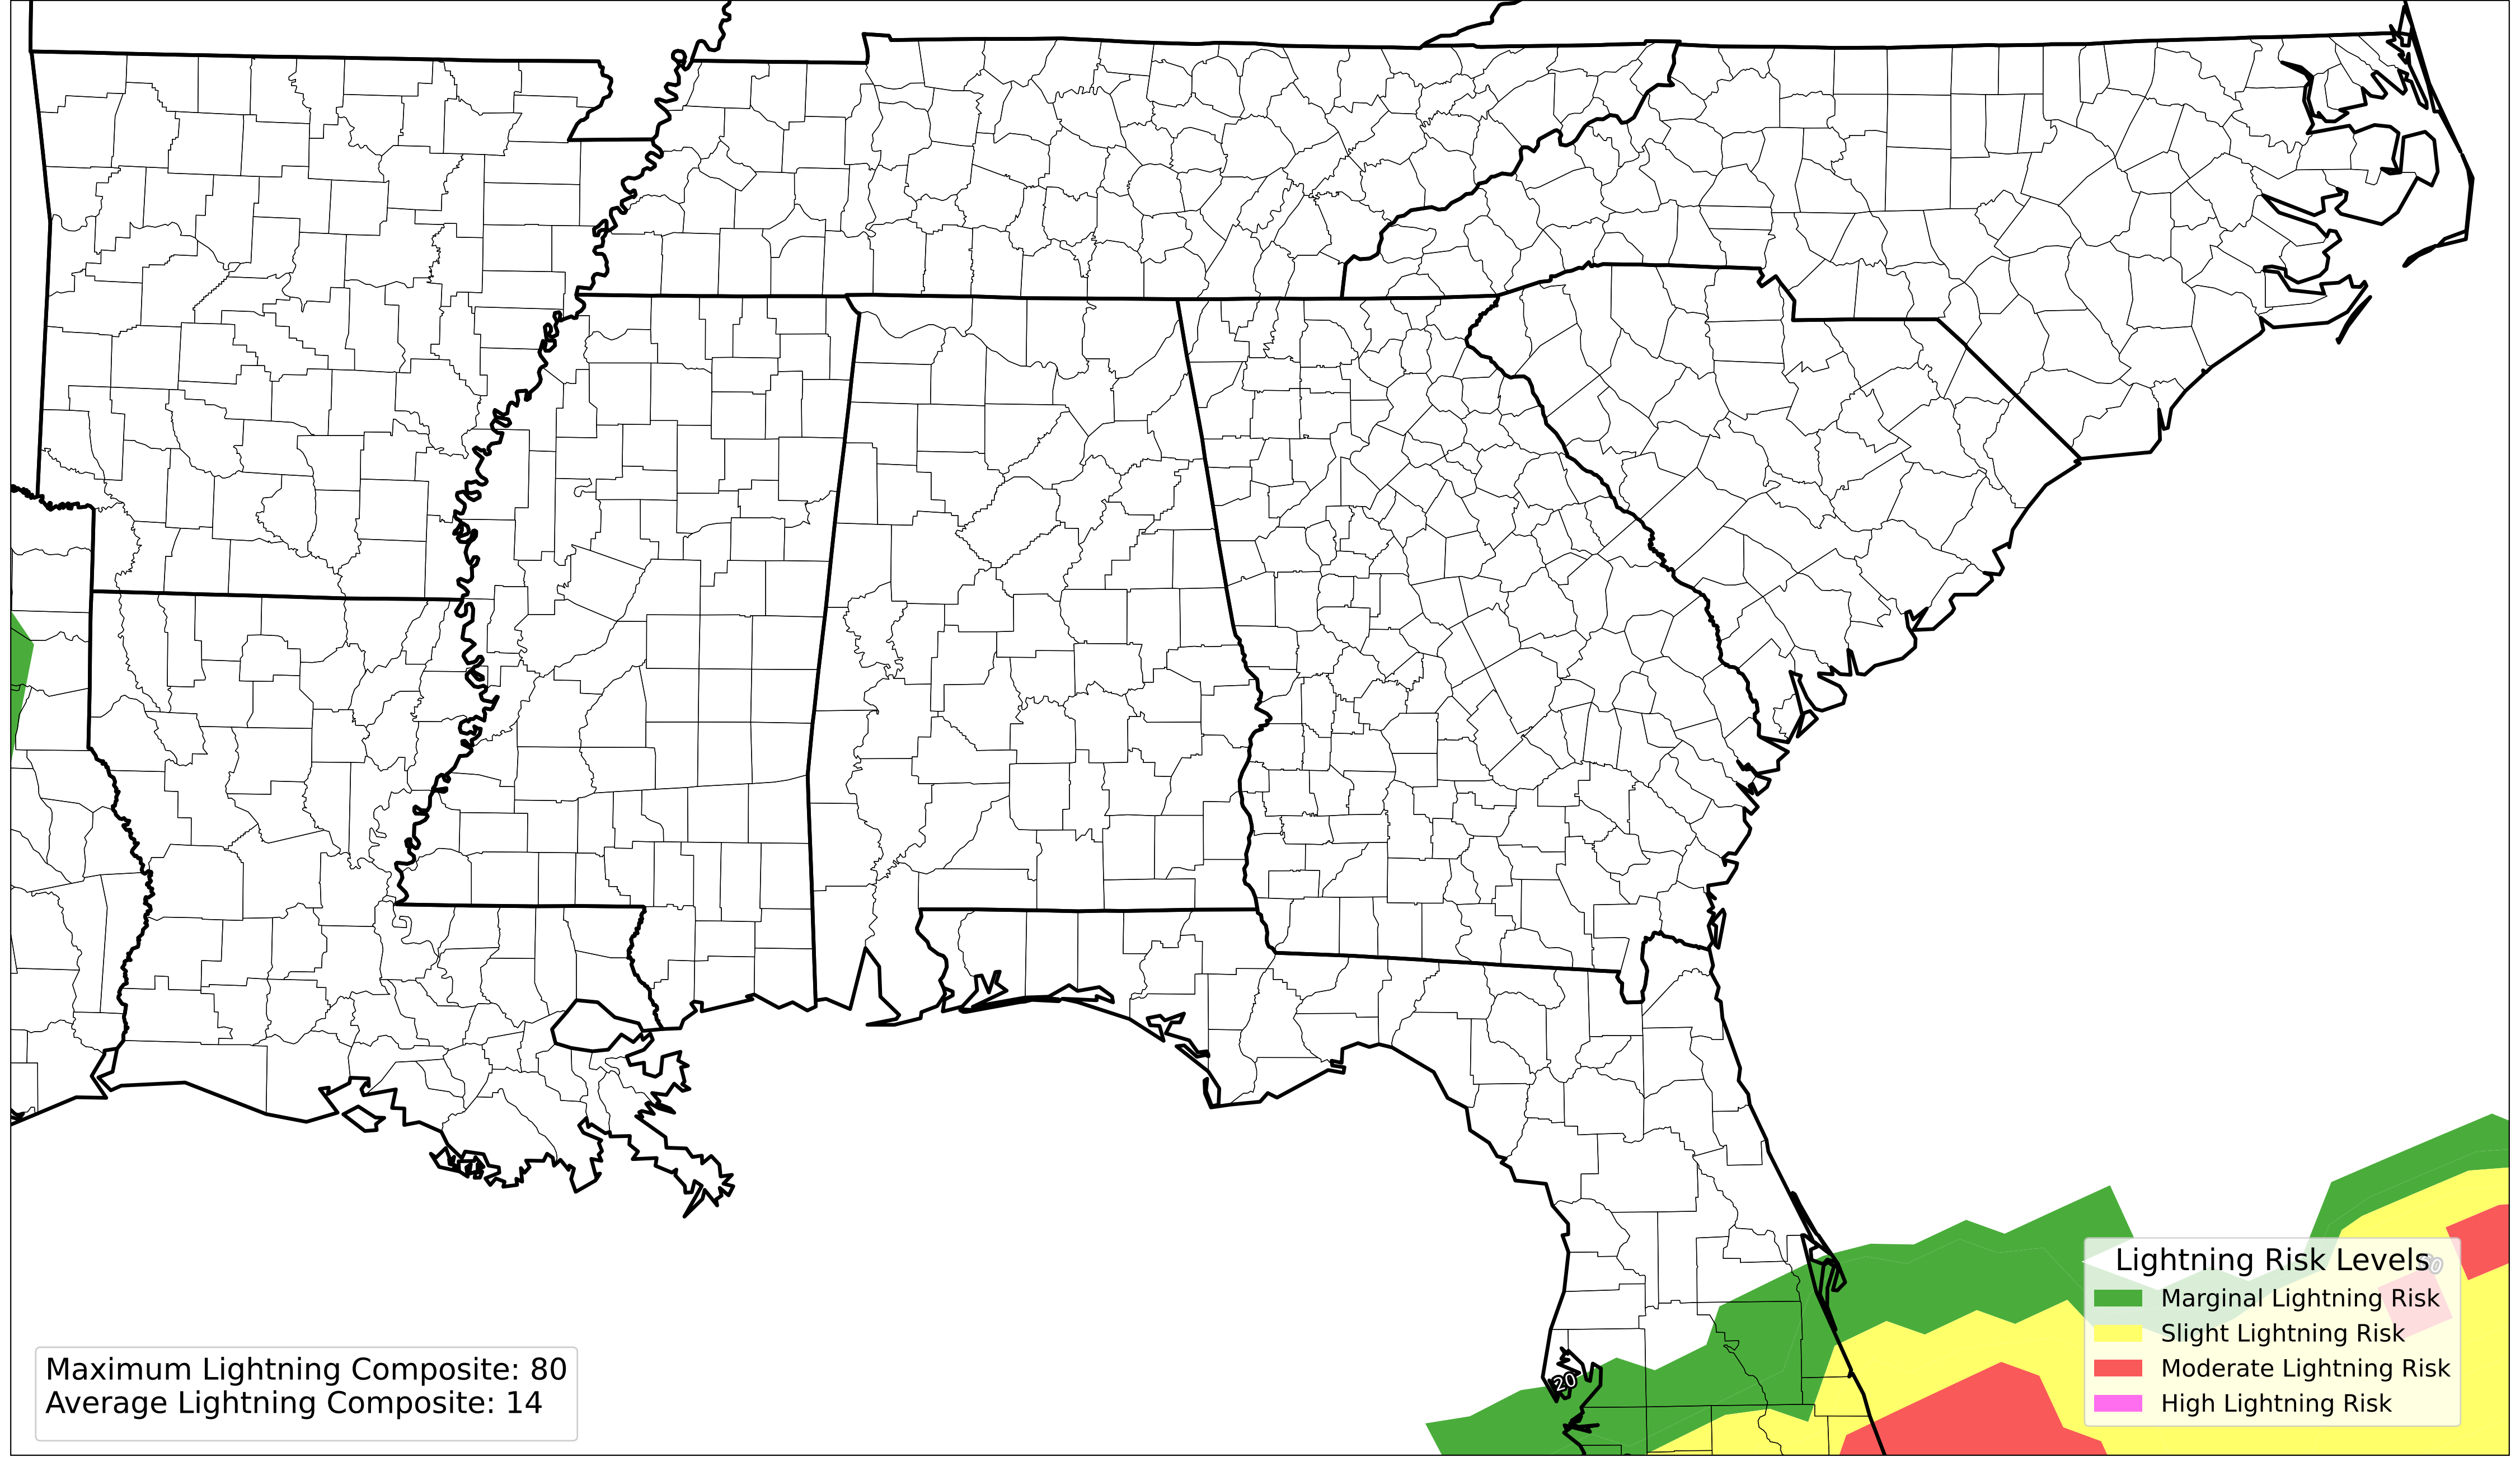 Lightning Risk Levels
Marginal Lightning Risk
Slight Lightning Risk
Moderate Lightning Risk
High Lightning Risk
Maximum Lightning Composite: 80
Average Lightning Composite: 14
20